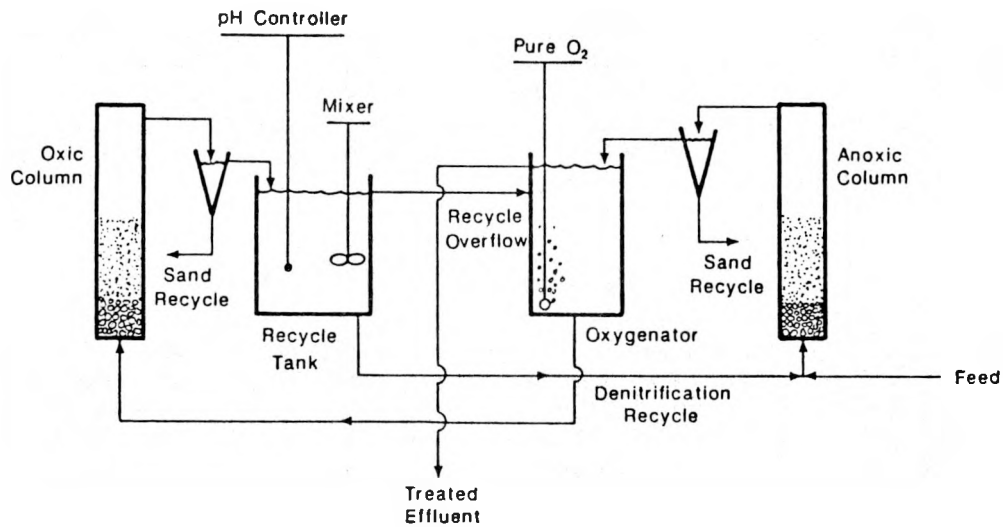 pH Controller
Pure O₂
Mixer
Oxic
Column
Anoxic
Column
Recycle
Overflow
Sand
Recycle
Sand
Recycle
Recycle
Tank
Oxygenator
Feed
Denitrification
Recycle
Treated
Effluent